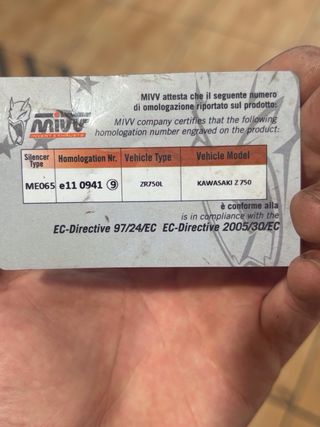 MIVV attesta che il seguente numero
di omologazione riportato sul prodotto:
MIVV
MIVV company certifies that the following
homologation number engraved on the product:
Silencer Type Homologation Nr. Vehicle Type Vehicle Model
ME065 e11 0941 ⑨ ZR750L KAWASAKI Z 750
è conforme alla
is in compliance with the
EC-Directive 97/24/EC EC-Directive 2005/30/EC